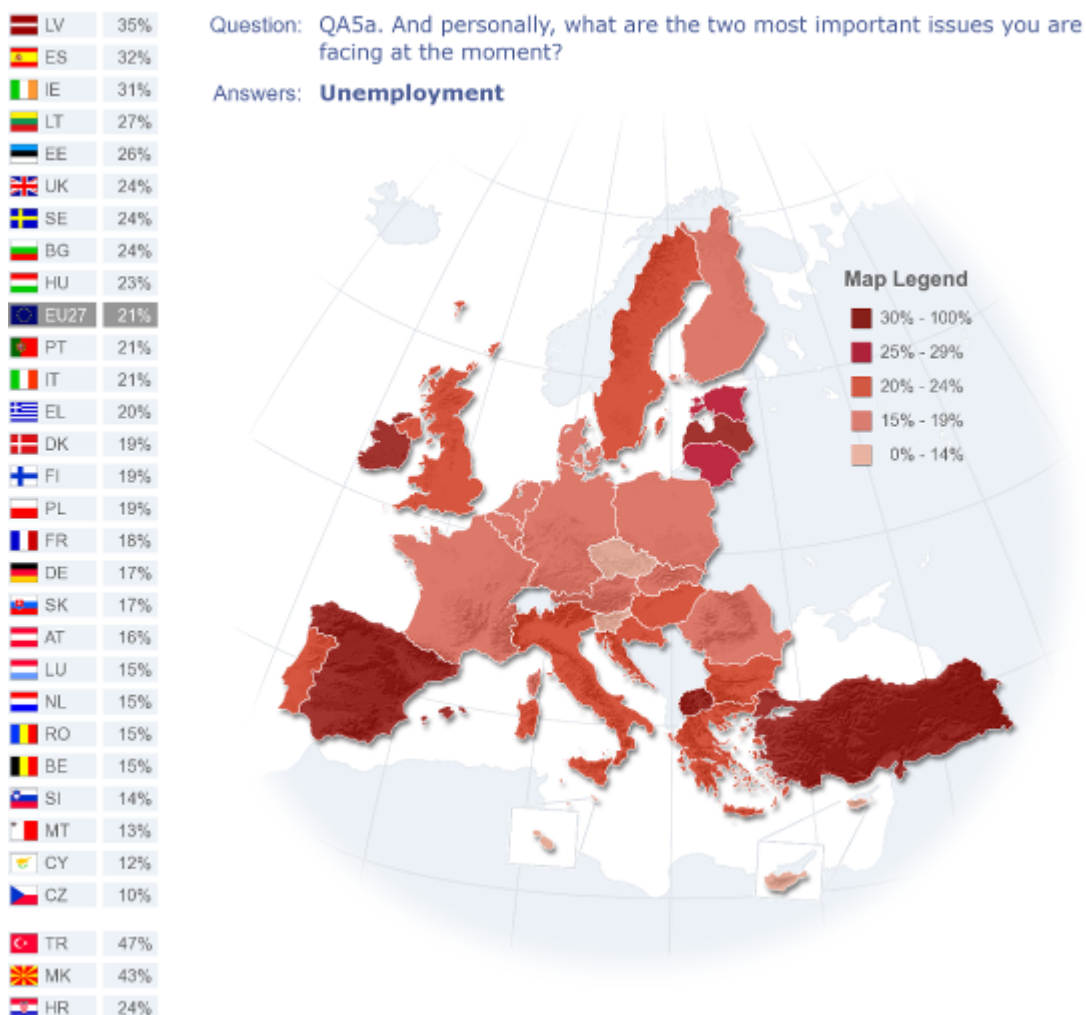 Question: QA5a. And personally, what are the two most important issues you are
facing at the moment?
Answers: Unemployment
LV 35%
ES 32%
IE 31%
LT 27%
EE 26%
UK 24%
SE 24%
BG 24%
HU 23%
EU27 21%
PT 21%
IT 21%
EL 20%
DK 19%
FI 19%
PL 19%
FR 18%
DE 17%
SK 17%
AT 16%
LU 15%
NL 15%
RO 15%
BE 15%
SI 14%
MT 13%
CY 12%
CZ 10%
TR 47%
MK 43%
HR 24%
Map Legend
30% - 100%
25% - 29%
20% - 24%
15% - 19%
0% - 14%